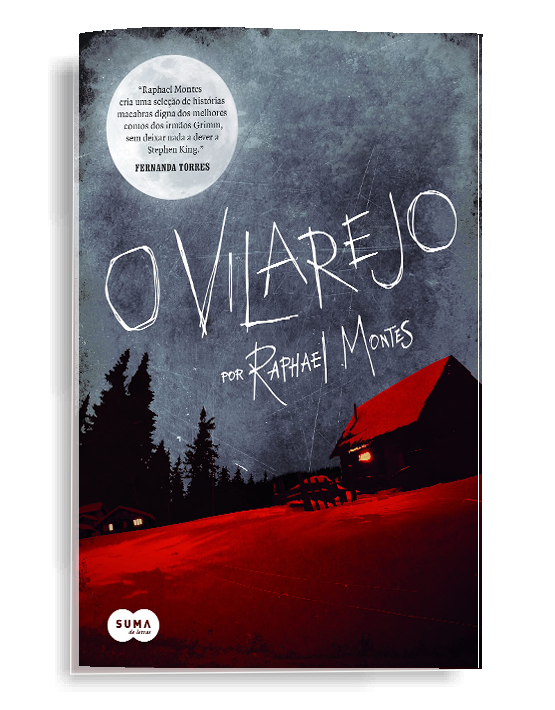 “Raphael Montes
cria uma seleção de histórias
macabras digna dos melhores
contos dos irmãos Grimm,
sem deixar nada a dever a
Stephen King.”
FERNANDA TORRES
O VILAREJO
POR RAPHAEL MONTES
SUMA
de letras